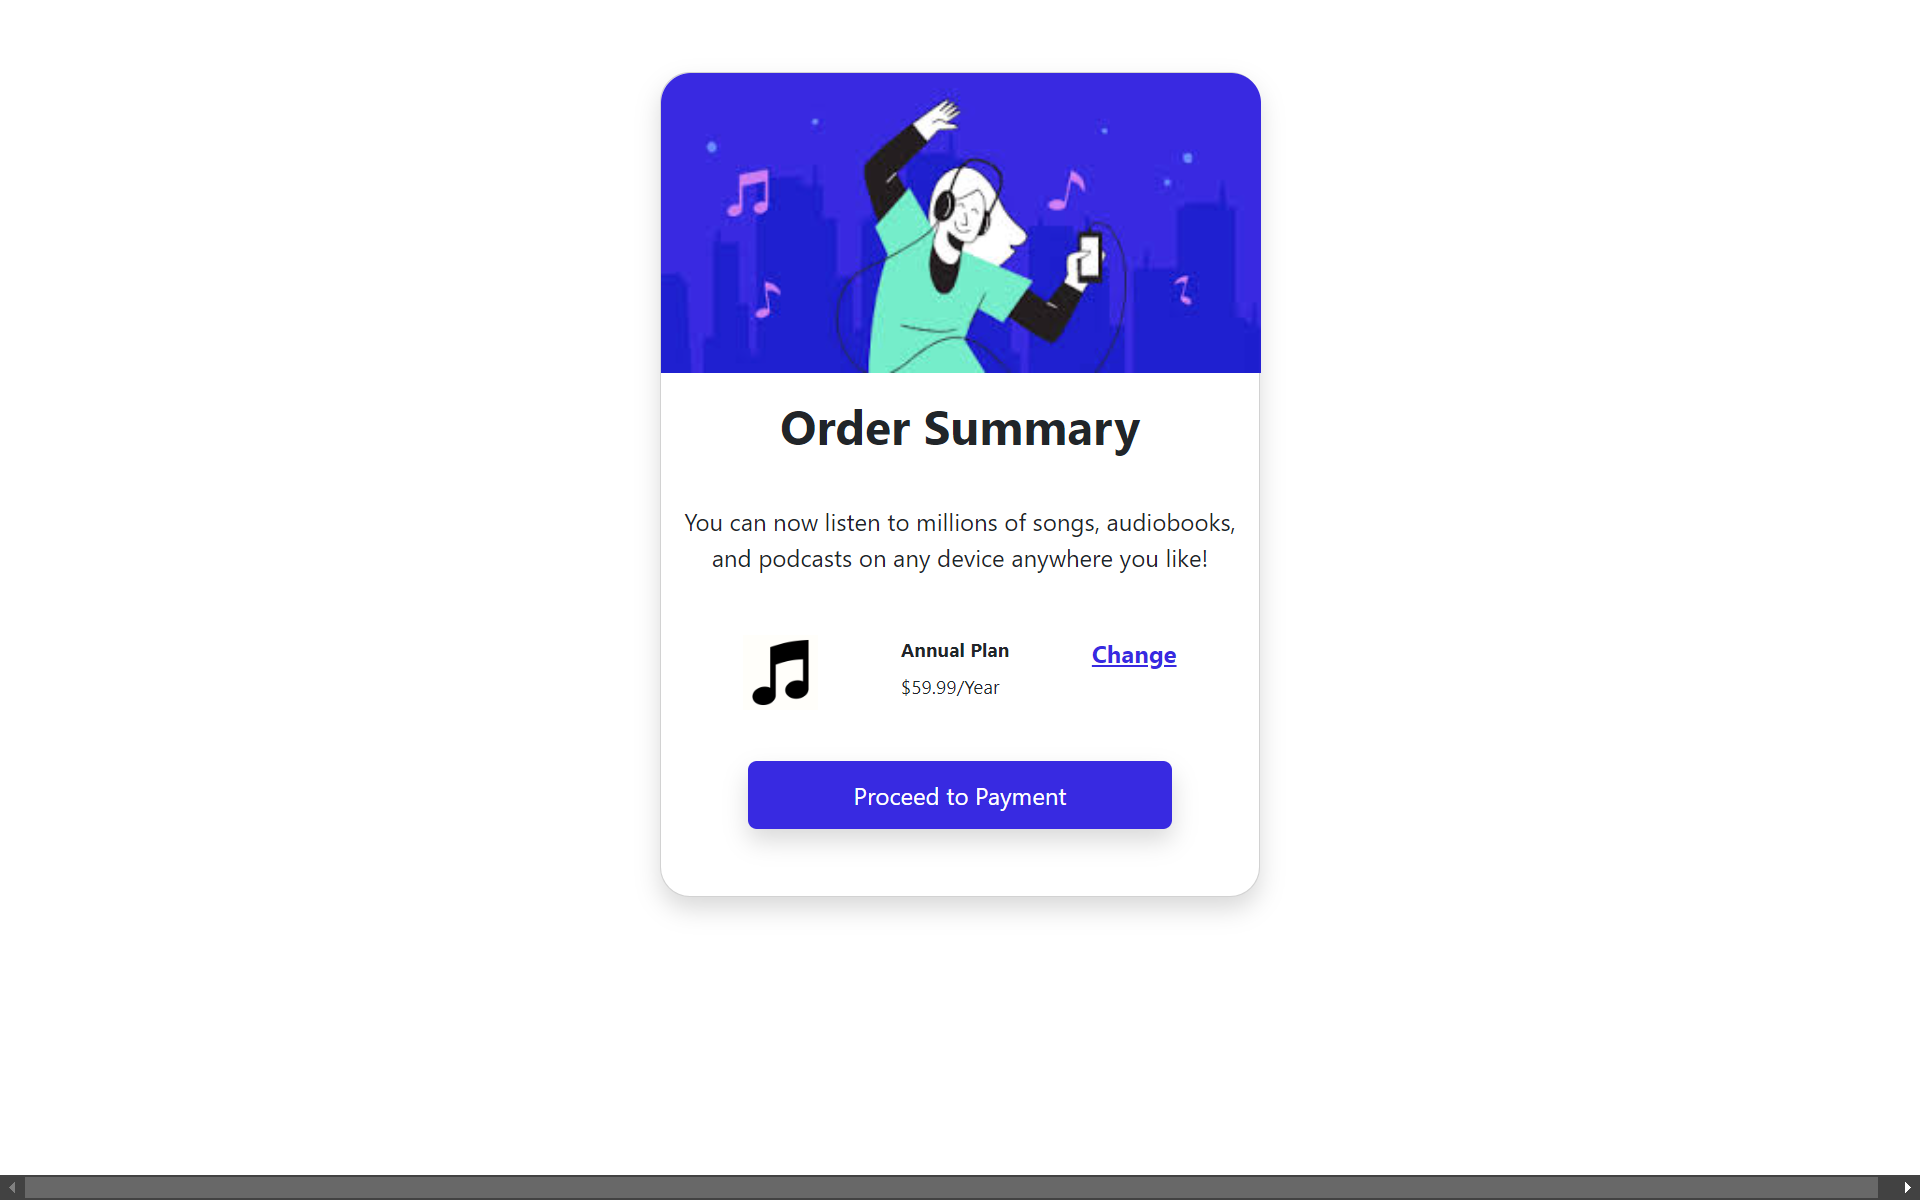 Order Summary
You can now listen to millions of songs, audiobooks,
and podcasts on any device anywhere you like!
Annual Plan
Change
$59.99/Year
Proceed to Payment